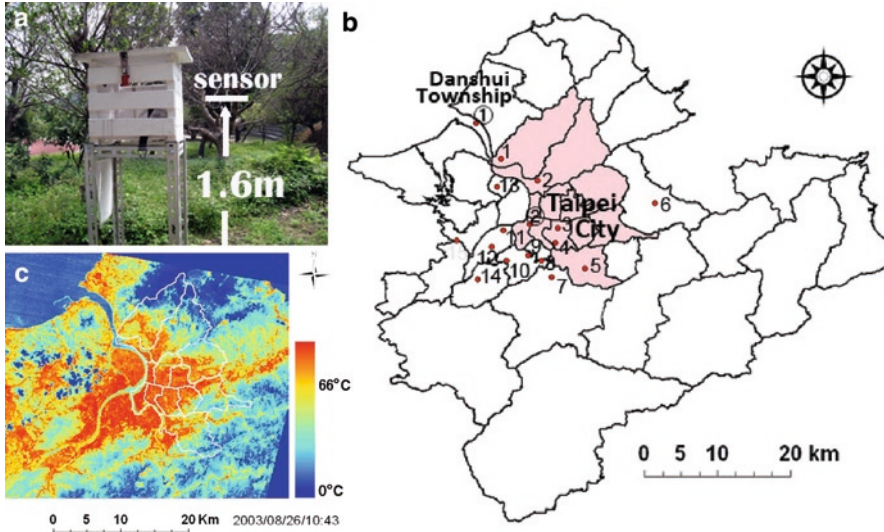 a
sensor
1.6m
b
Danshui
Township
①
1
2
13
6
Taipei
②
3
City
11
4
12
9
8
10
5
14
7
15
0 5 10 20 km
c
66°C
0°C
0 5 10 20 Km 2003/08/26/10:43